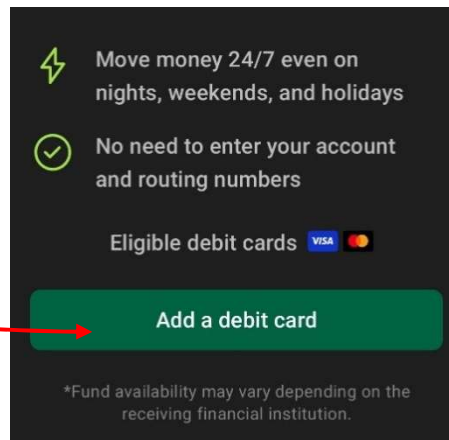 Move money 24/7 even on
nights, weekends, and holidays
No need to enter your account
and routing numbers
Eligible debit cards VISA
Add a debit card
*Fund availability may vary depending on the
receiving financial institution.